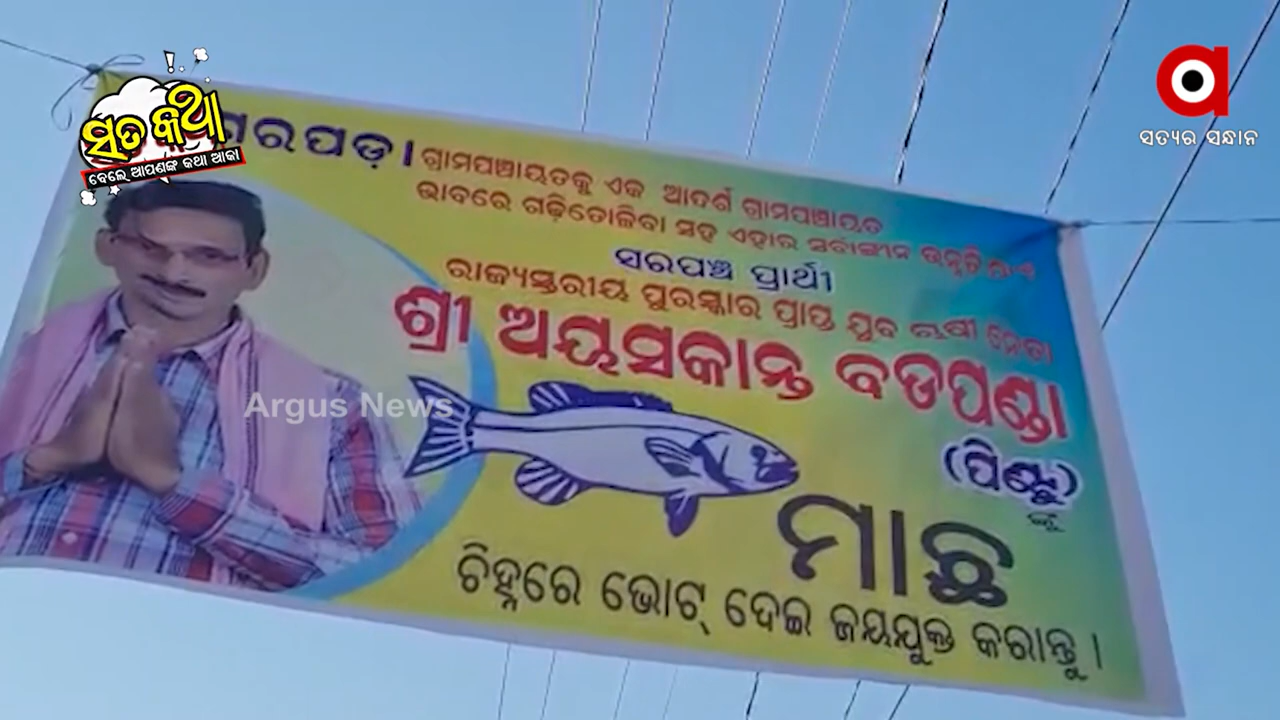 ସତ କଥା
ବେଲେ ଆପଣଙ୍କ କଥା ଆକା
ସତ୍ୟର ସନ୍ଧାନ
ଗ୍ରାମପଞ୍ଚାୟତକୁ ଏକ ଆଦର୍ଶ ଗ୍ରାମପଞ୍ଚାୟତ
ଭାବରେ ଗଢ଼ିତୋଳିବା ସହ ଏହାର ସର୍ବାଙ୍ଗୀନ
ସରପଞ୍ଚ ପ୍ରାର୍ଥୀ
ରାଜ୍ୟସ୍ତରୀୟ ପୁରସ୍କାର ପ୍ରାପ୍ତ ଯୁବ ଚାଷୀ ନେତା
ଶ୍ରୀ ଅୟସକାନ୍ତ ବଡପଣ୍ଡା
(ପିଣ୍ଟୁ)
ଙ୍କୁ
Argus News
ମାଛ
ଚିହ୍ନରେ ଭୋଟ୍ ଦେଇ ଜୟଯୁକ୍ତ କରାନ୍ତୁ ।